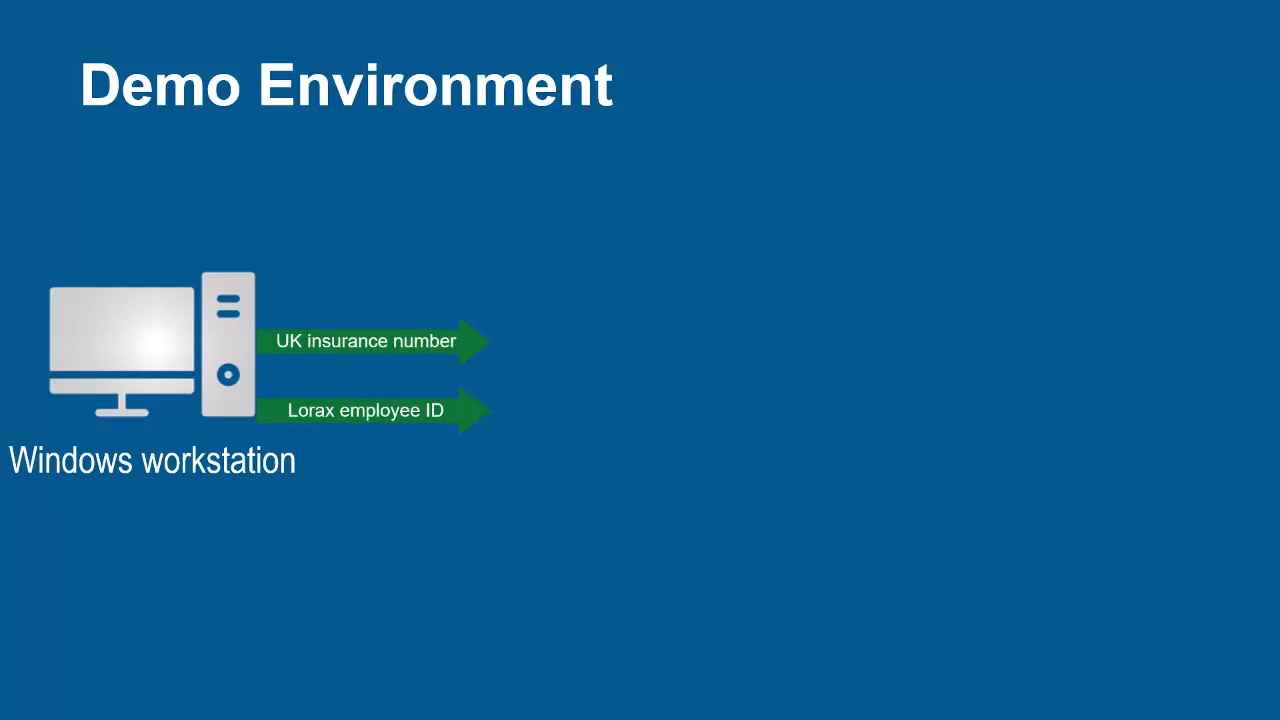 Demo Environment
UK insurance number
Lorax employee ID
Windows workstation